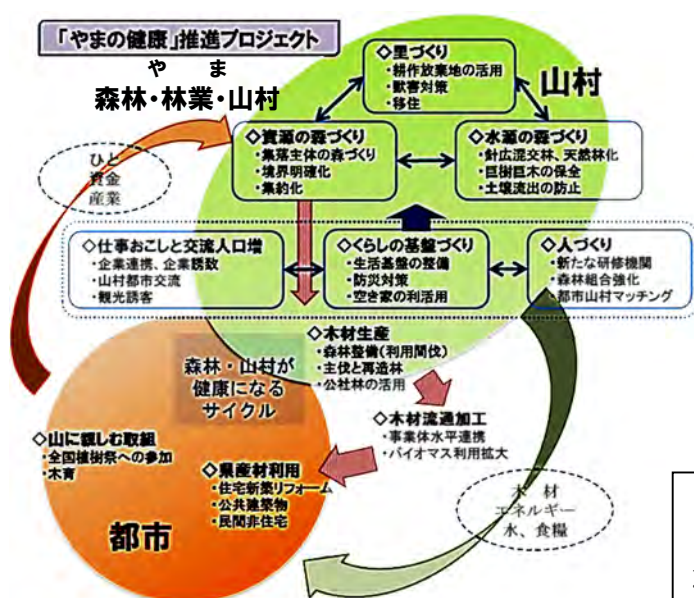 「やまの健康」推進プロジェクト
や　ま
森林・林業・山村
山村
◇里づくり
・耕作放棄地の活用
・獣害対策
・移住
◇資源の森づくり
・集落主体の森づくり
・境界明確化
・集約化
◇水源の森づくり
・針広混交林、天然林化
・巨樹巨木の保全
・土壌流出の防止
ひと
資金
産業
◇仕事おこしと交流人口増
・企業連携、企業誘致
・山村都市交流
・観光誘客
◇くらしの基盤づくり
・生活基盤の整備
・防災対策
・空き家の利活用
◇人づくり
・新たな研修機関
・森林組合強化
・都市山村マッチング
◇木材生産
・森林整備(利用間伐)
・主伐と再造林
・公社林の活用
森林・山村が
健康になる
サイクル
◇木材流通加工
・事業体水平連携
・バイオマス利用拡大
◇山に親しむ取組
・全国植樹祭への参加
・木育
◇県産材利用
・住宅新築リフォーム
・公共建築物
・民間非住宅
都市
木　材
エネルギー
水、食糧